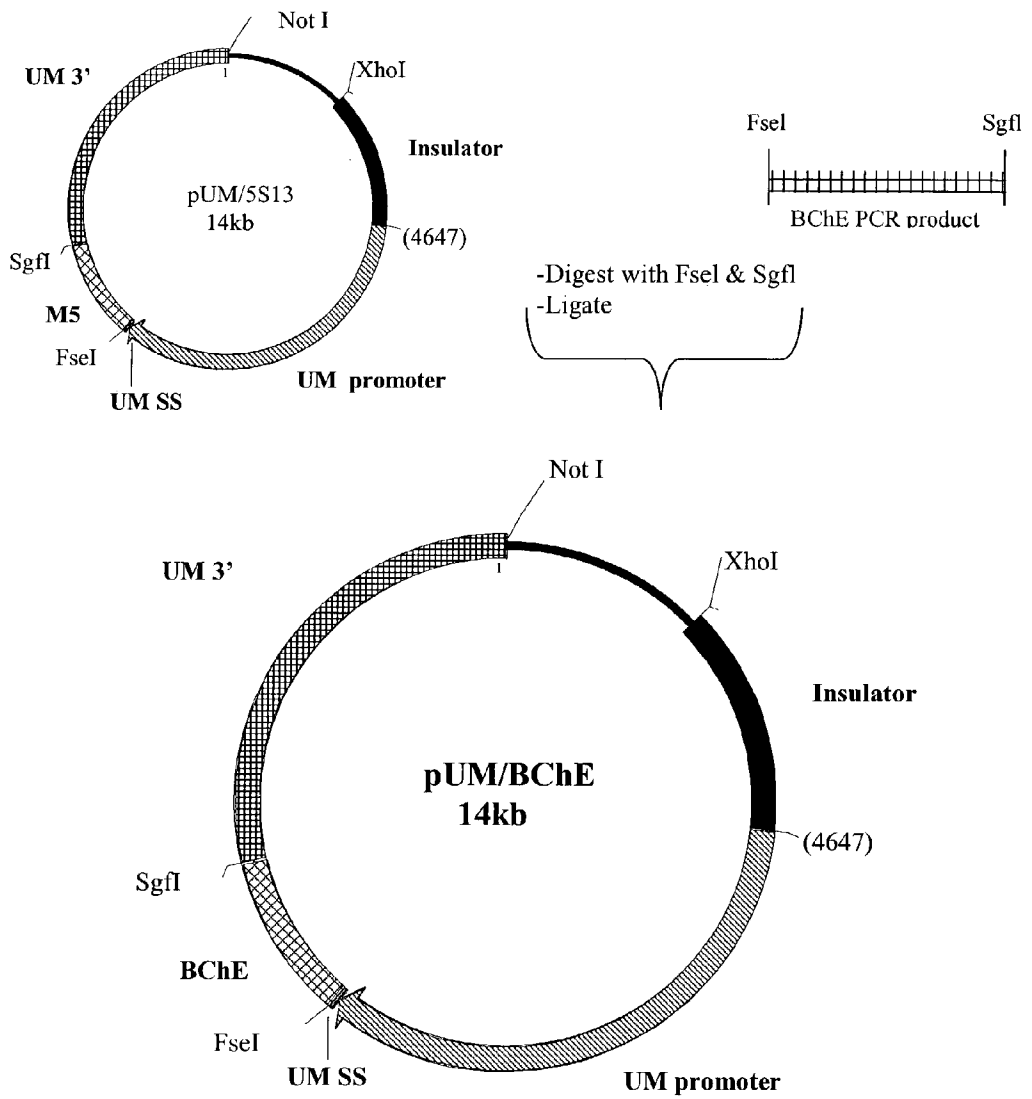 Not I
UM 3'
XhoI
Insulator
pUM/5S13
14kb
(4647)
SgfI
M5
FseI
UM SS
UM promoter
FseI
SgfI
BChE PCR product
-Digest with FseI & SgfI
-Ligate
Not I
1
UM 3'
XhoI
Insulator
pUM/BChE
14kb
(4647)
SgfI
BChE
FseI
UM SS
UM promoter